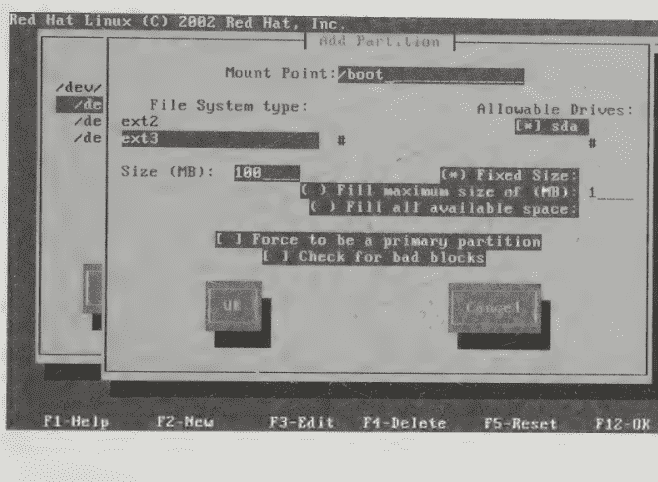 Red Hat Linux (C) 2002 Red Hat, Inc.
Add Partition
Mount Point:/boot
/dev/
/de
/de
/de
File System type:
Allowable Drives:
ext2
[*] sda
ext3
#
#
Size (MB): 100
(*) Fixed Size:
( ) Fill maximum size of (MB): 1
( ) Fill all available space:
[ ] Force to be a primary partition
[ ] Check for bad blocks
OK
Cancel
F1-Help F2-New F3-Edit F4-Delete F5-Reset F12-OK